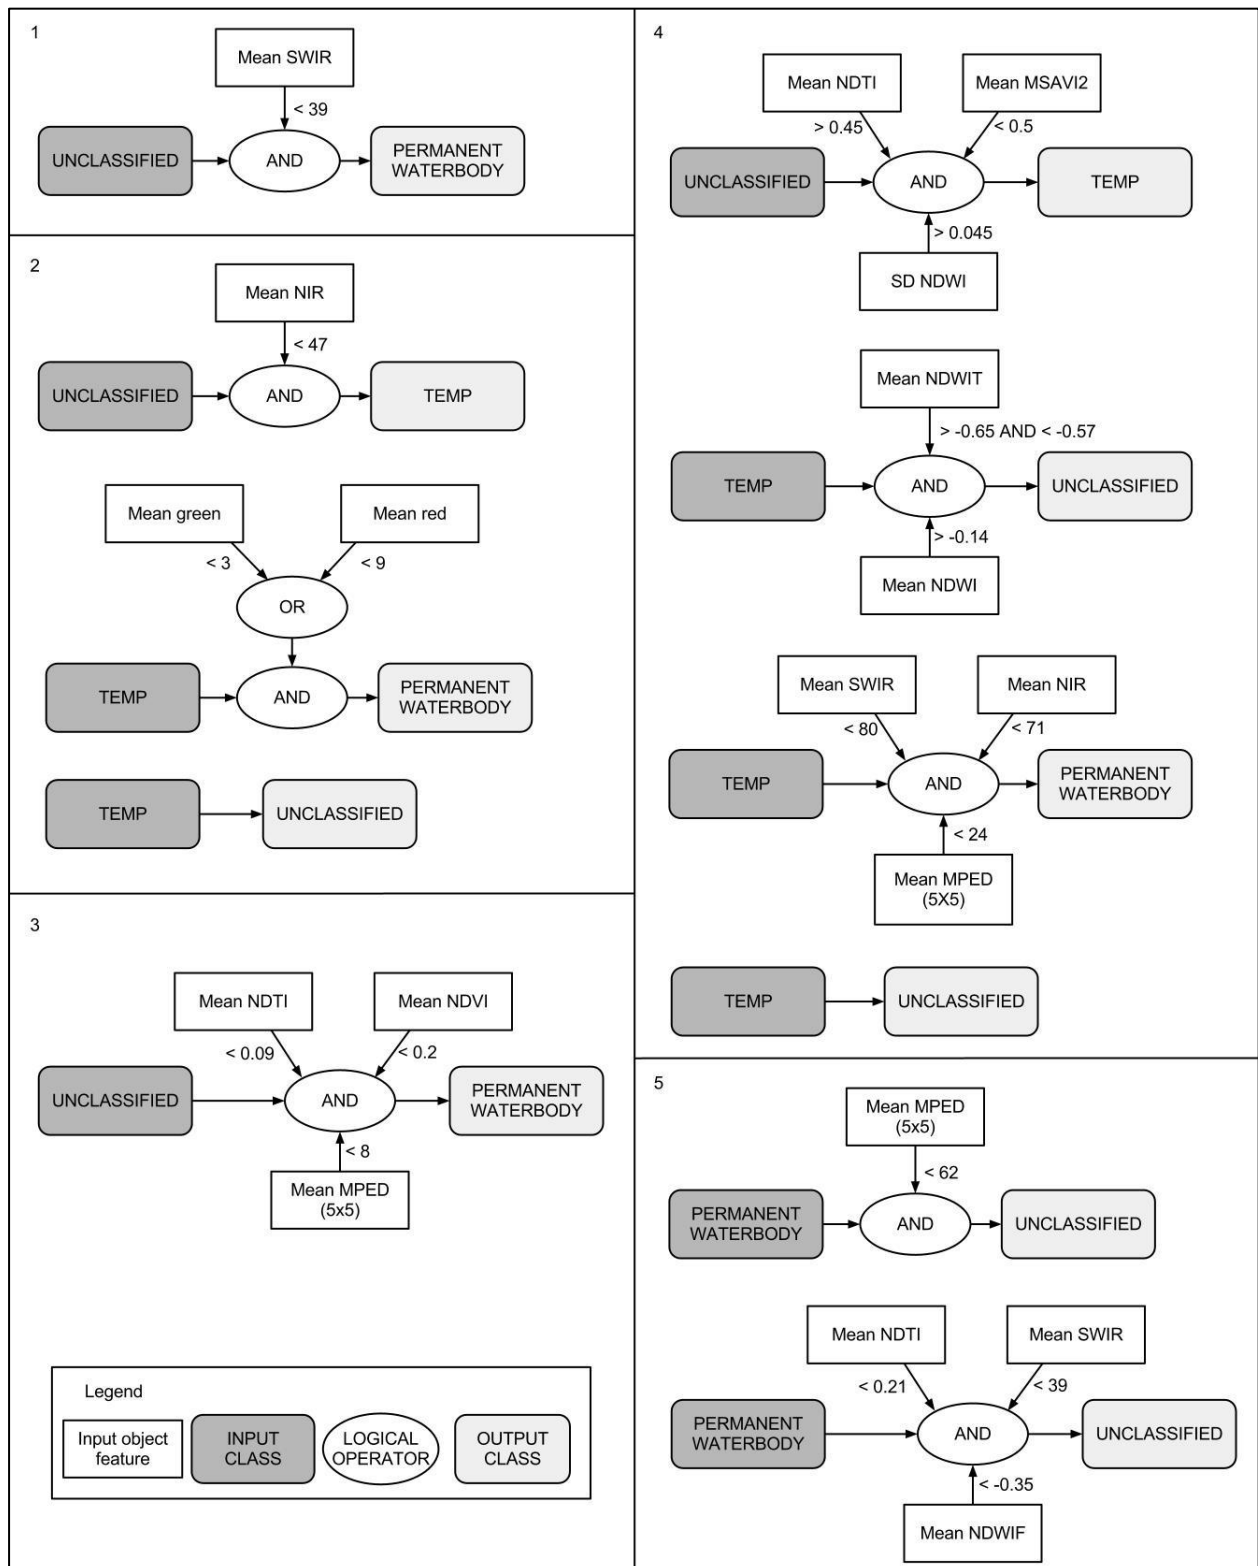 1
Mean SWIR
< 39
UNCLASSIFIED
AND
PERMANENT
WATERBODY
2
Mean NIR
< 47
UNCLASSIFIED
AND
TEMP
Mean green
Mean red
< 3
< 9
OR
TEMP
AND
PERMANENT
WATERBODY
TEMP
UNCLASSIFIED
3
Mean NDTI
Mean NDVI
< 0.09
< 0.2
UNCLASSIFIED
AND
PERMANENT
WATERBODY
< 8
Mean MPED
(5x5)
Legend
Input object
feature
INPUT
CLASS
LOGICAL
OPERATOR
OUTPUT
CLASS
4
Mean NDTI
Mean MSAVI2
> 0.45
< 0.5
UNCLASSIFIED
AND
TEMP
> 0.045
SD NDWI
Mean NDWIT
> -0.65 AND < -0.57
TEMP
AND
UNCLASSIFIED
> -0.14
Mean NDWI
Mean SWIR
Mean NIR
< 80
< 71
TEMP
AND
PERMANENT
WATERBODY
< 24
Mean MPED
(5X5)
TEMP
UNCLASSIFIED
5
Mean MPED
(5x5)
< 62
PERMANENT
WATERBODY
AND
UNCLASSIFIED
Mean NDTI
Mean SWIR
< 0.21
< 39
PERMANENT
WATERBODY
AND
UNCLASSIFIED
< -0.35
Mean NDWIF